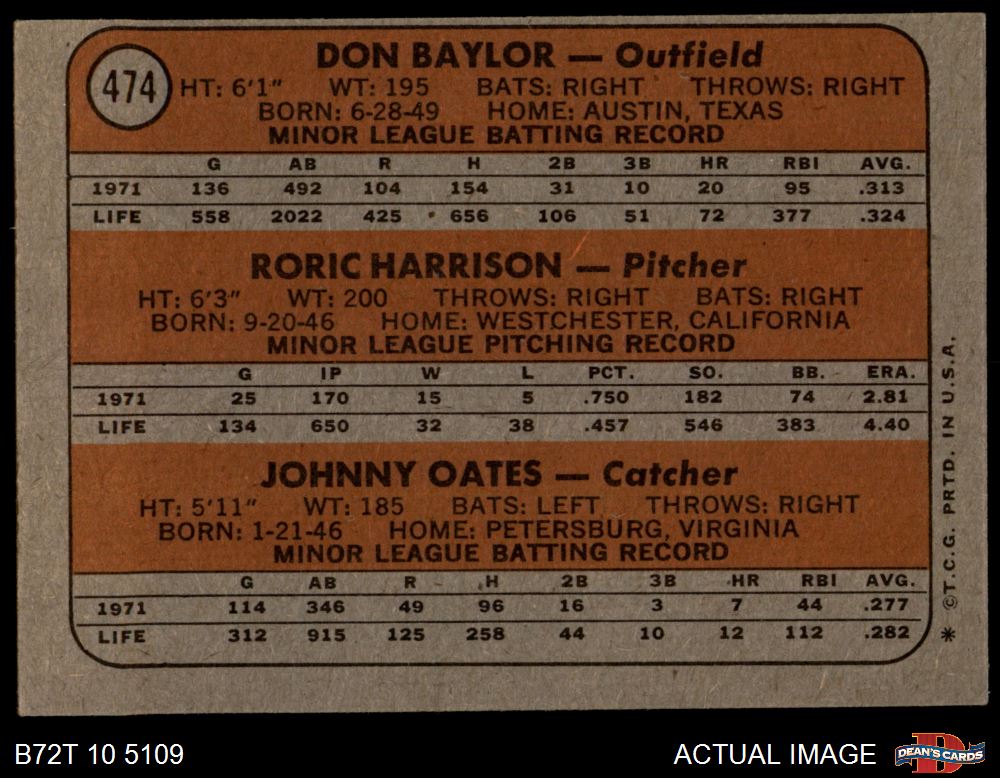 474
DON BAYLOR — Outfield
HT: 6'1" WT: 195 BATS: RIGHT THROWS: RIGHT
BORN: 6-28-49 HOME: AUSTIN, TEXAS
MINOR LEAGUE BATTING RECORD
G AB R H 2B 3B HR RBI AVG.
1971 136 492 104 154 31 10 20 95 .313
LIFE 558 2022 425 656 106 51 72 377 .324
RORIC HARRISON — Pitcher
HT: 6'3" WT: 200 THROWS: RIGHT BATS: RIGHT
BORN: 9-20-46 HOME: WESTCHESTER, CALIFORNIA
MINOR LEAGUE PITCHING RECORD
G IP W L PCT. SO. BB. ERA.
1971 25 170 15 5 .750 182 74 2.81
LIFE 134 650 32 38 .457 546 383 4.40
JOHNNY OATES — Catcher
HT: 5'11" WT: 185 BATS: LEFT THROWS: RIGHT
BORN: 1-21-46 HOME: PETERSBURG, VIRGINIA
MINOR LEAGUE BATTING RECORD
G AB R H 2B 3B HR RBI AVG.
1971 114 346 49 96 16 3 7 44 .277
LIFE 312 915 125 258 44 10 12 112 .282
* ©T.C.G. PRTD. IN U.S.A.
B72T 10 5109
ACTUAL IMAGE
D
DEAN'S CARDS